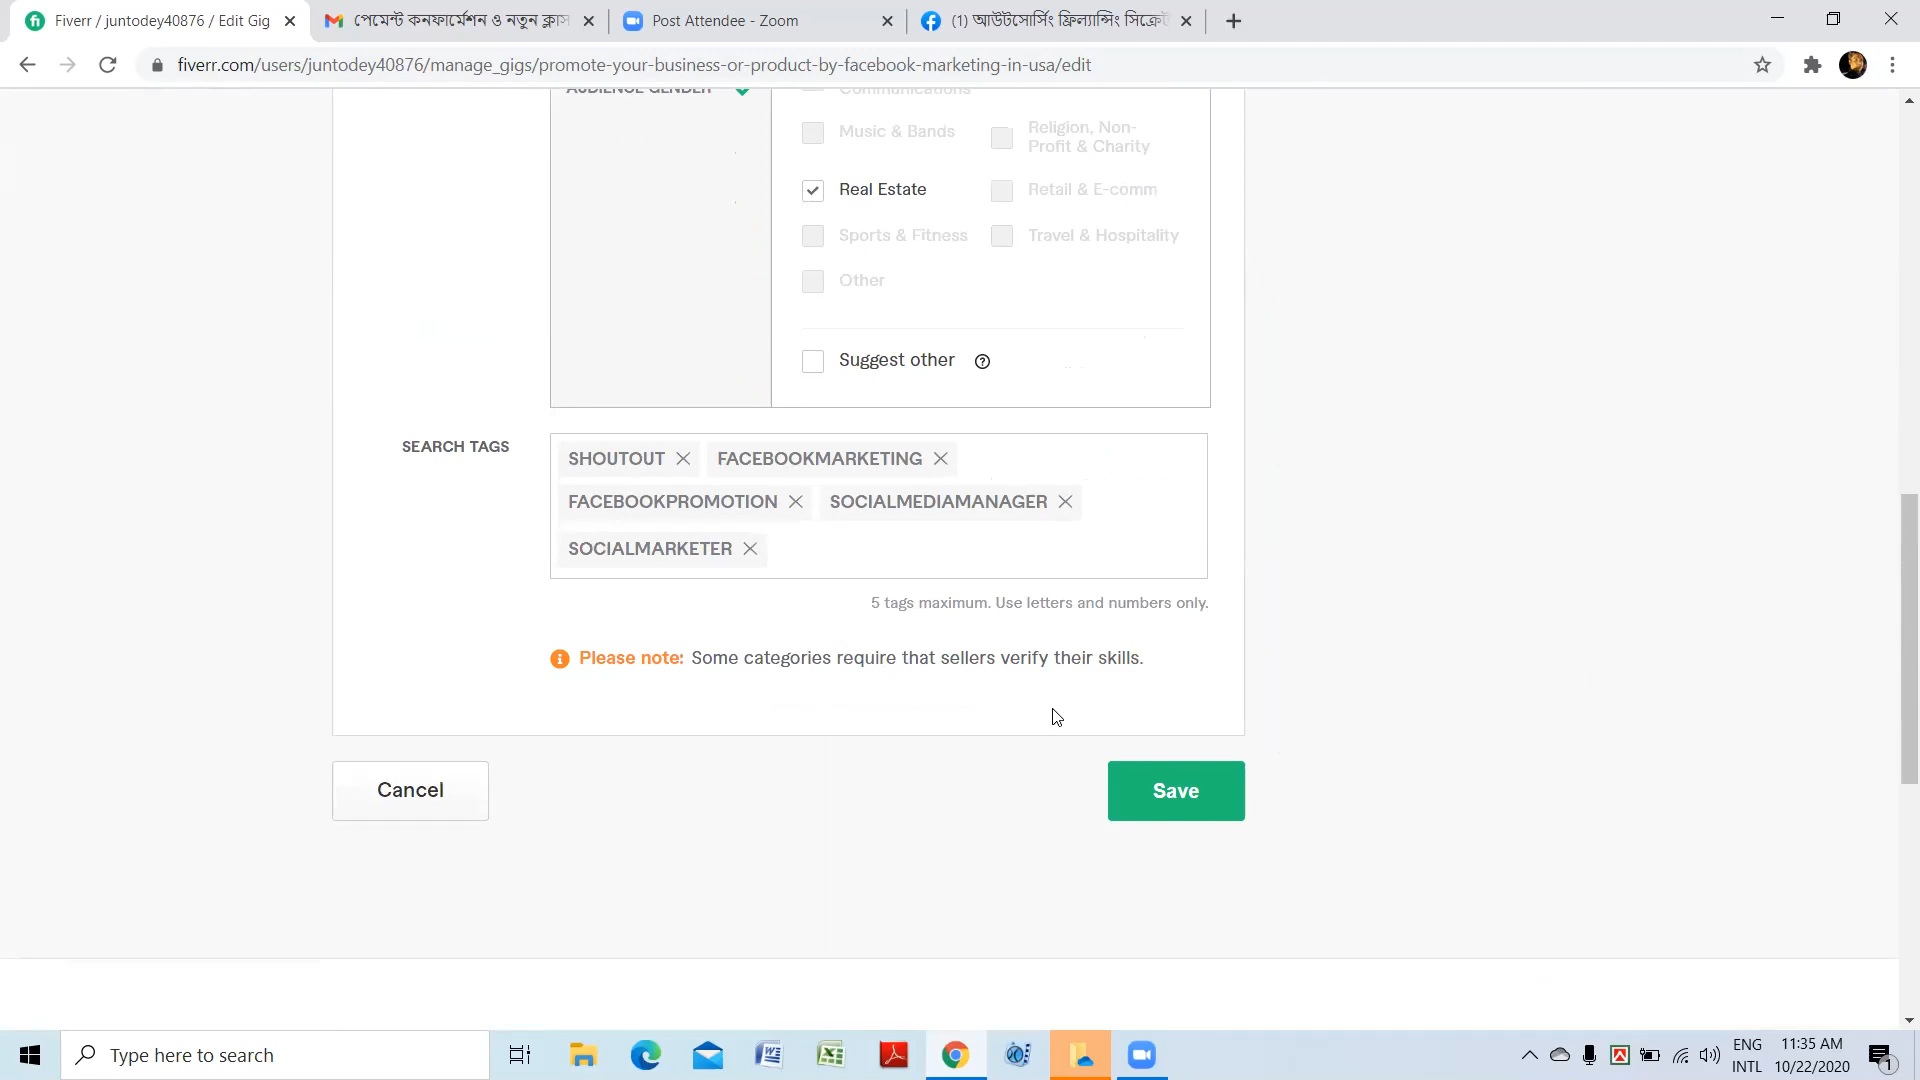 Fiverr / juntodey40876 / Edit Gig
পেমেন্ট কনফার্মেশন ও নতুন ক্লাস
Post Attendee - Zoom
(1) আউটসোর্সিং ফ্রিল্যান্সিং সিক্রেট
fiverr.com/users/juntodey40876/manage_gigs/promote-your-business-or-product-by-facebook-marketing-in-usa/edit
AUDIENCE GENDER
Communications
Music & Bands
Religion, Non-
Profit & Charity
Real Estate
Retail & E-comm
Sports & Fitness
Travel & Hospitality
Other
Suggest other
SEARCH TAGS
SHOUTOUT
FACEBOOKMARKETING
FACEBOOKPROMOTION
SOCIALMEDIAMANAGER
SOCIALMARKETER
5 tags maximum. Use letters and numbers only.
Please note: Some categories require that sellers verify their skills.
Cancel
Save
Type here to search
ENG
INTL
11:35 AM
10/22/2020
1